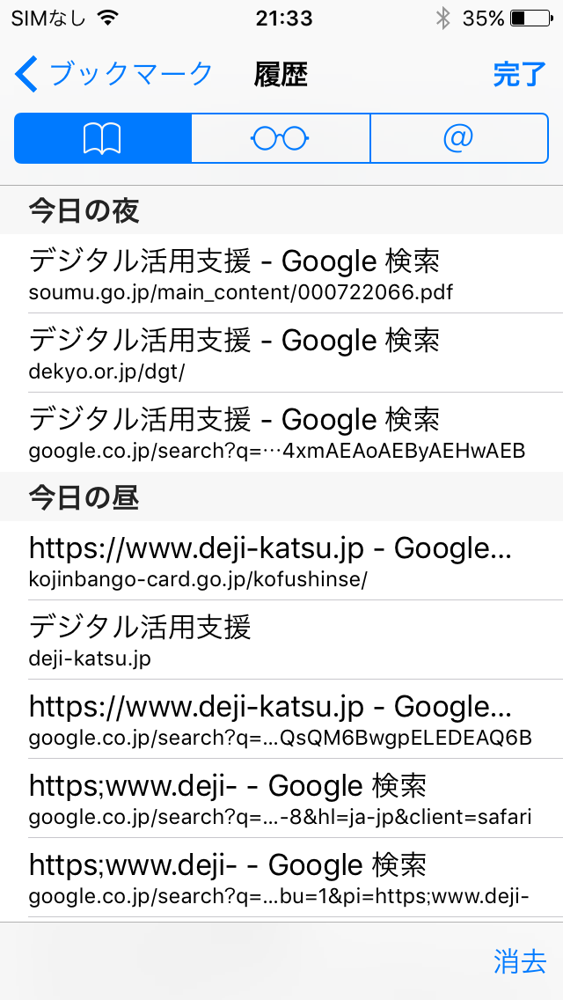 SIMなし 21:33 35%
ブックマーク 履歴 完了
@
今日の夜
デジタル活用支援 - Google 検索
soumu.go.jp/main_content/000722066.pdf
デジタル活用支援 - Google 検索
dekyo.or.jp/dgt/
デジタル活用支援 - Google 検索
google.co.jp/search?q=…4xmAEAoAEByAEHwAEB
今日の昼
https://www.deji-katsu.jp - Google...
kojinbango-card.go.jp/kofushinse/
デジタル活用支援
deji-katsu.jp
https://www.deji-katsu.jp - Google...
google.co.jp/search?q=...QsQM6BwgpELEDEAQ6B
https;www.deji- - Google 検索
google.co.jp/search?q=...-8&hl=ja-jp&client=safari
https;www.deji- - Google 検索
google.co.jp/search?q=...bu=1&pi=https;www.deji-
消去